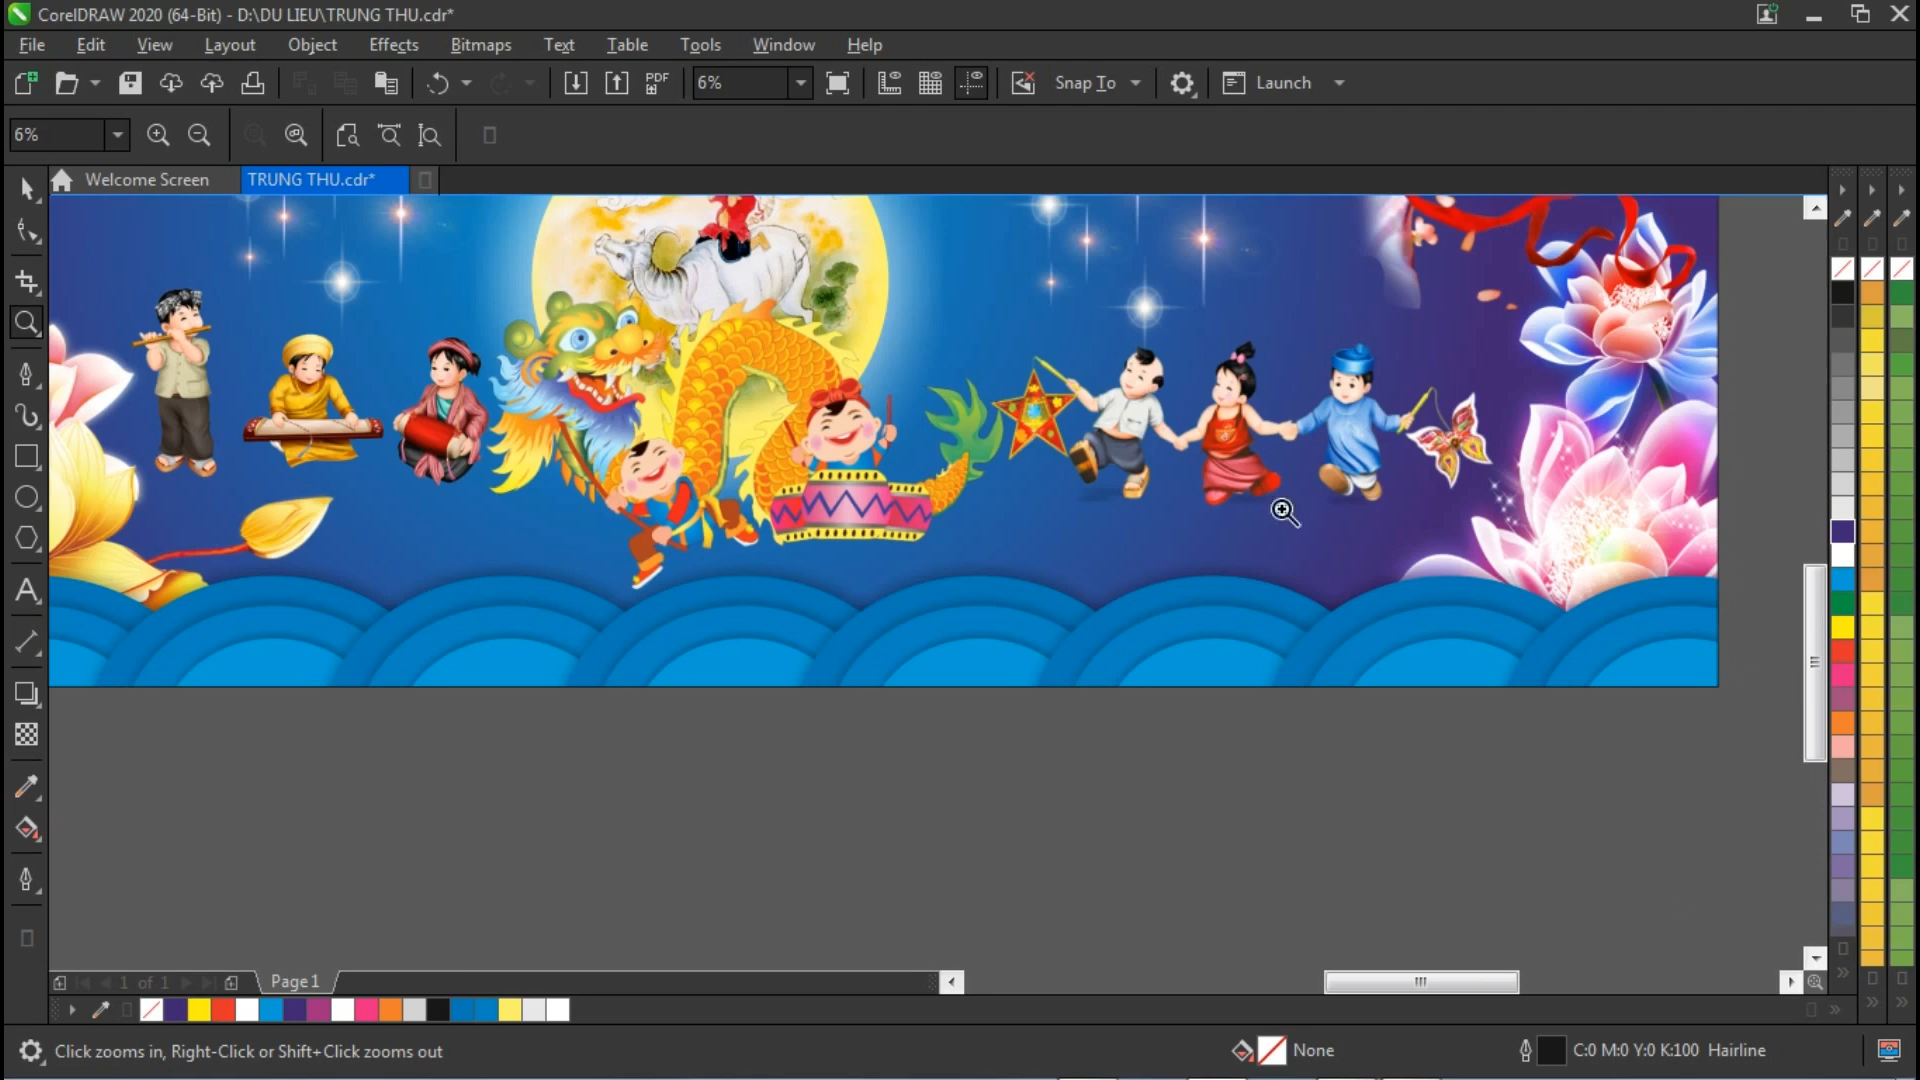 CorelDRAW 2020 (64-Bit) - D:\DU LIEU\TRUNG THU.cdr*
File Edit View Layout Object Effects Bitmaps Text Table Tools Window Help
PDF 6% Snap To Launch
6%
Welcome Screen TRUNG THU.cdr*
1 of 1 Page 1
Click zooms in, Right-Click or Shift+Click zooms out None C:0 M:0 Y:0 K:100 Hairline